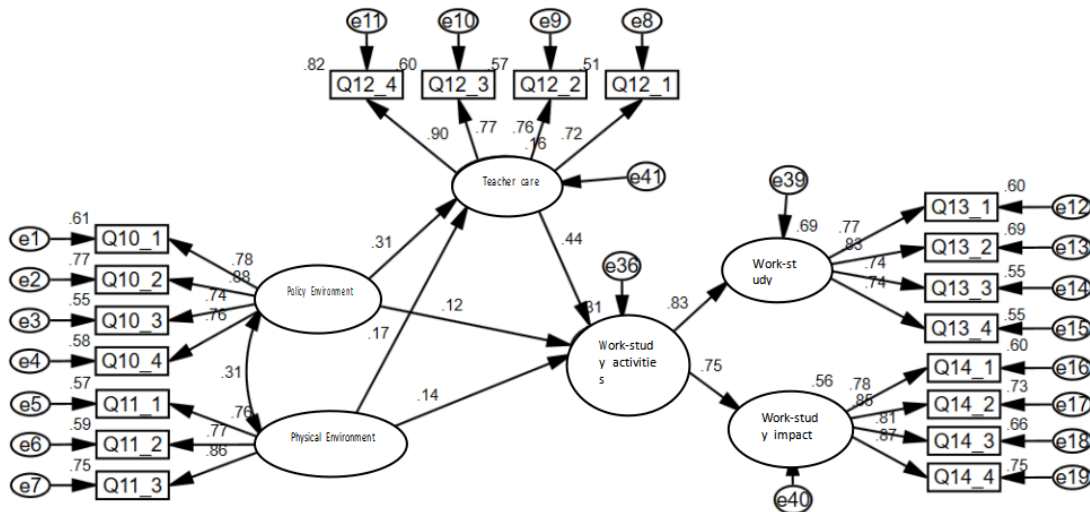 e11 e10 e9 e8
.82 .60 .57 .51
Q12_4 Q12_3 Q12_2 Q12_1
.90 .77 .76 .72
.16
Teacher care
e41
e39
.61
e1 Q10_1
.77
e2 Q10_2
.55
e3 Q10_3
.58
e4 Q10_4
.57
e5 Q11_1
.59
e6 Q11_2
.75
e7 Q11_3
.78
.88
.74
.76
Policy Environment
.31
.31
.17
.12
.14
.44
.76
.77
.86
Physical Environment
e36
.31
Work-stud
y activitie
s
.83
.75
.69
Work-st
udy
.77
.83
.74
.74
.60
Q13_1 e12
.69
Q13_2 e13
.55
Q13_3 e14
.55
Q13_4 e15
.56
Work-stud
y impact
e40
.78
.85
.81
.87
.60
Q14_1 e16
.73
Q14_2 e17
.66
Q14_3 e18
.75
Q14_4 e19